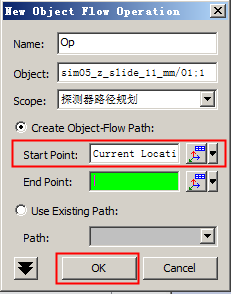 New Object Flow Operation
Name: Op
Object: sim05_z_slide_11_mm/01;1
Scope: 探测器路径规划
Create Object-Flow Path:
Start Point: Current Locati
End Point:
Use Existing Path:
Path:
OK Cancel